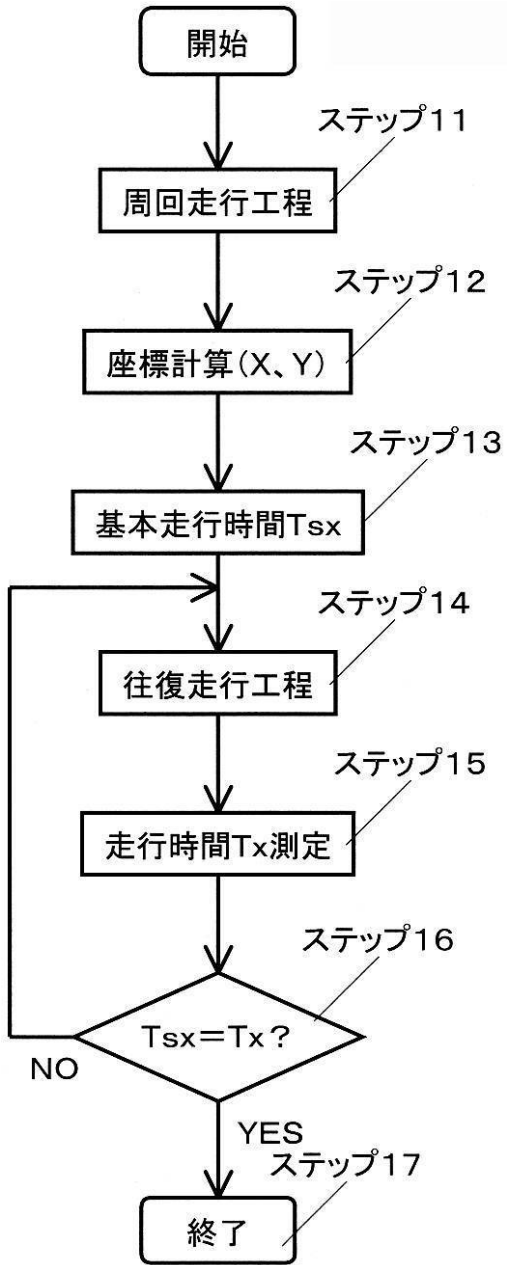 開始
ステップ11
周回走行工程
ステップ12
座標計算(X、Y)
ステップ13
基本走行時間Tsx
ステップ14
往復走行工程
ステップ15
走行時間Tx測定
ステップ16
Tsx=Tx?
NO
YES
ステップ17
終了